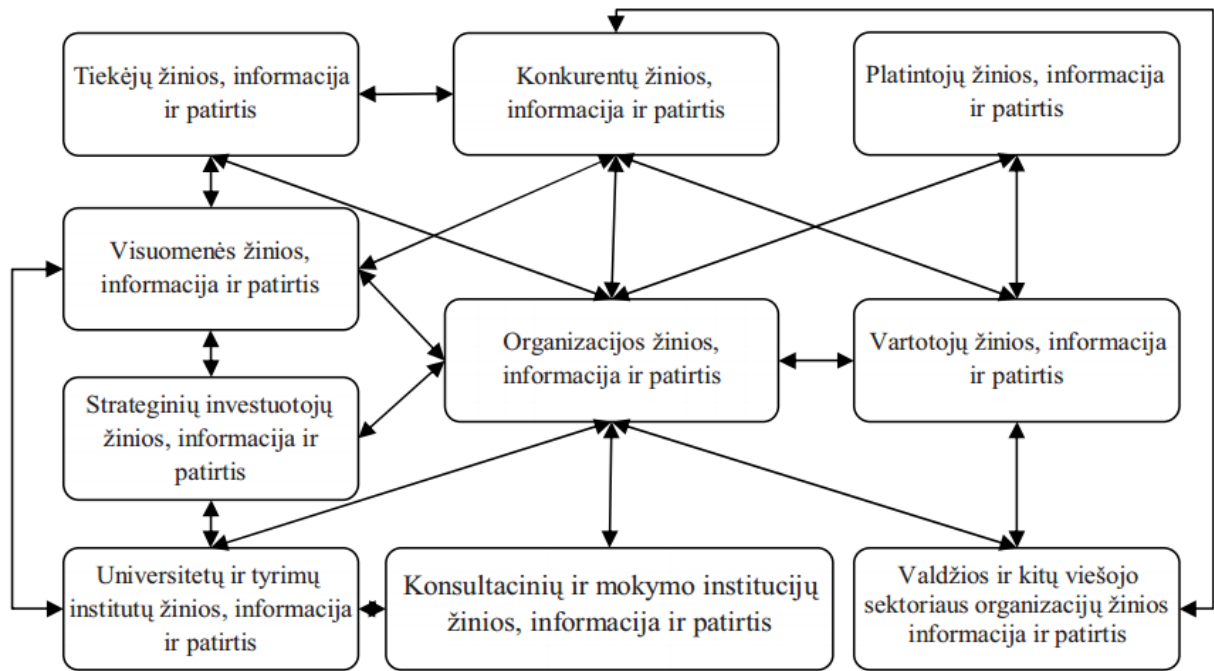 Tiekėjų žinios, informacija
ir patirtis
Konkurentų žinios,
informacija ir patirtis
Platintojų žinios, informacija
ir patirtis
Visuomenės žinios,
informacija ir patirtis
Organizacijos žinios,
informacija ir patirtis
Vartotojų žinios, informacija
ir patirtis
Strateginių investuotojų
žinios, informacija ir
patirtis
Universitetų ir tyrimų
institutų žinios, informacija
ir patirtis
Konsultacinių ir mokymo institucijų
žinios, informacija ir patirtis
Valdžios ir kitų viešojo
sektoriaus organizacijų žinios
informacija ir patirtis